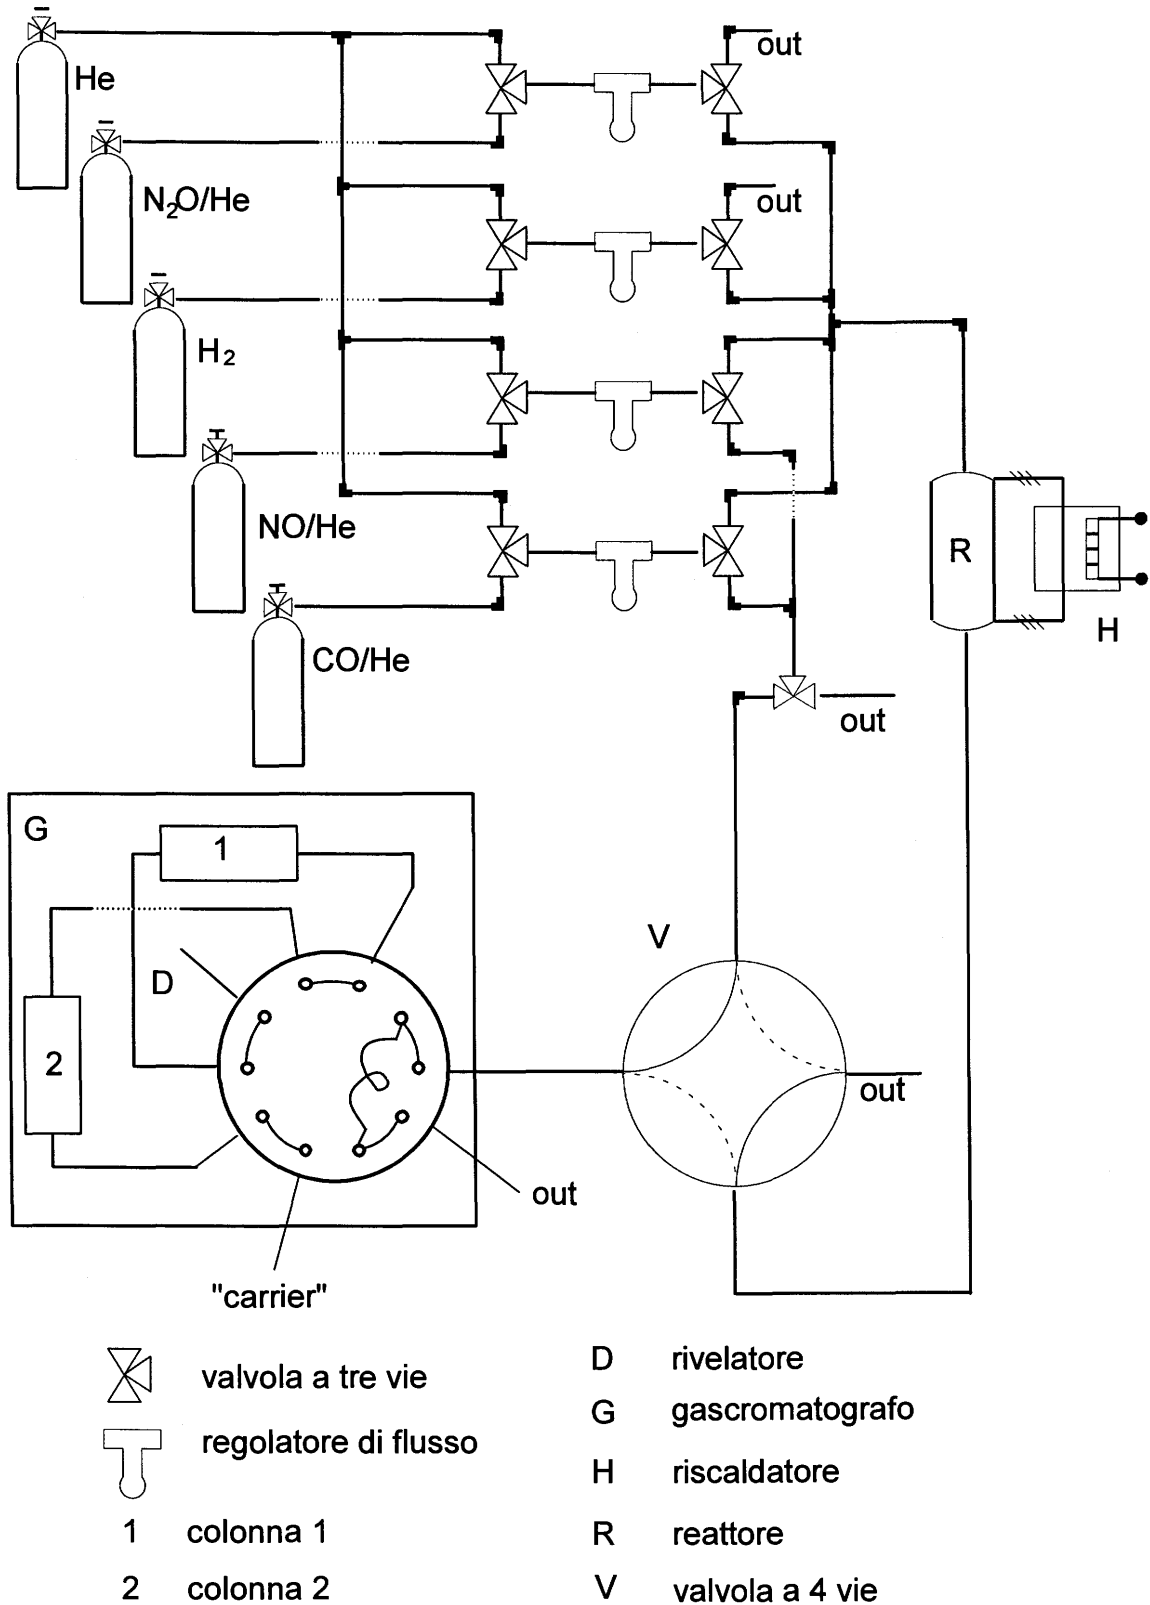 He
out
N₂O/He
out
H₂
NO/He
R
H
CO/He
out
G
1
V
D
2
out
out
"carrier"
valvola a tre vie
regolatore di flusso
1 colonna 1
2 colonna 2
D rivelatore
G gascromatografo
H riscaldatore
R reattore
V valvola a 4 vie